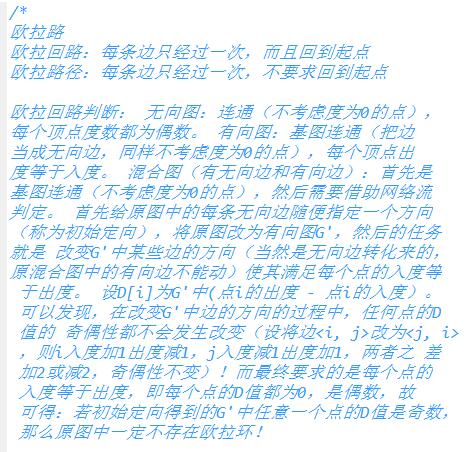 /*
欧拉路
欧拉回路: 每条边只经过一次, 而且回到起点
欧拉路径: 每条边只经过一次, 不要求回到起点
欧拉回路判断: 无向图: 连通 (不考虑度为0的点),
每个顶点度数都为偶数。 有向图: 基图连通 (把边
当成无向边, 同样不考虑度为0的点), 每个顶点出
度等于入度。 混合图 (有无向边和有向边): 首先是
基图连通 (不考虑度为0的点), 然后需要借助网络流
判定。 首先给原图中的每条无向边随便指定一个方向
(称为初始定向), 将原图改为有向图G', 然后的任务
就是 改变G'中某些边的方向 (当然是无向边转化来的,
原混合图中的有向边不能动) 使其满足每个点的入度等
于出度。 设D[i]为G'中(点i的出度 - 点i的入度)。
可以发现, 在改变G'中边的方向的过程中, 任何点的D
值的 奇偶性都不会发生改变 (设将边<i, j>改为<j, i>
, 则i入度加1出度减1, j入度减1出度加1, 两者之 差
加2或减2, 奇偶性不变)! 而最终要求的是每个点的
入度等于出度, 即每个点的D值都为0, 是偶数, 故
可得: 若初始定向得到的G'中任意一个点的D值是奇数,
那么原图中一定不存在欧拉环!